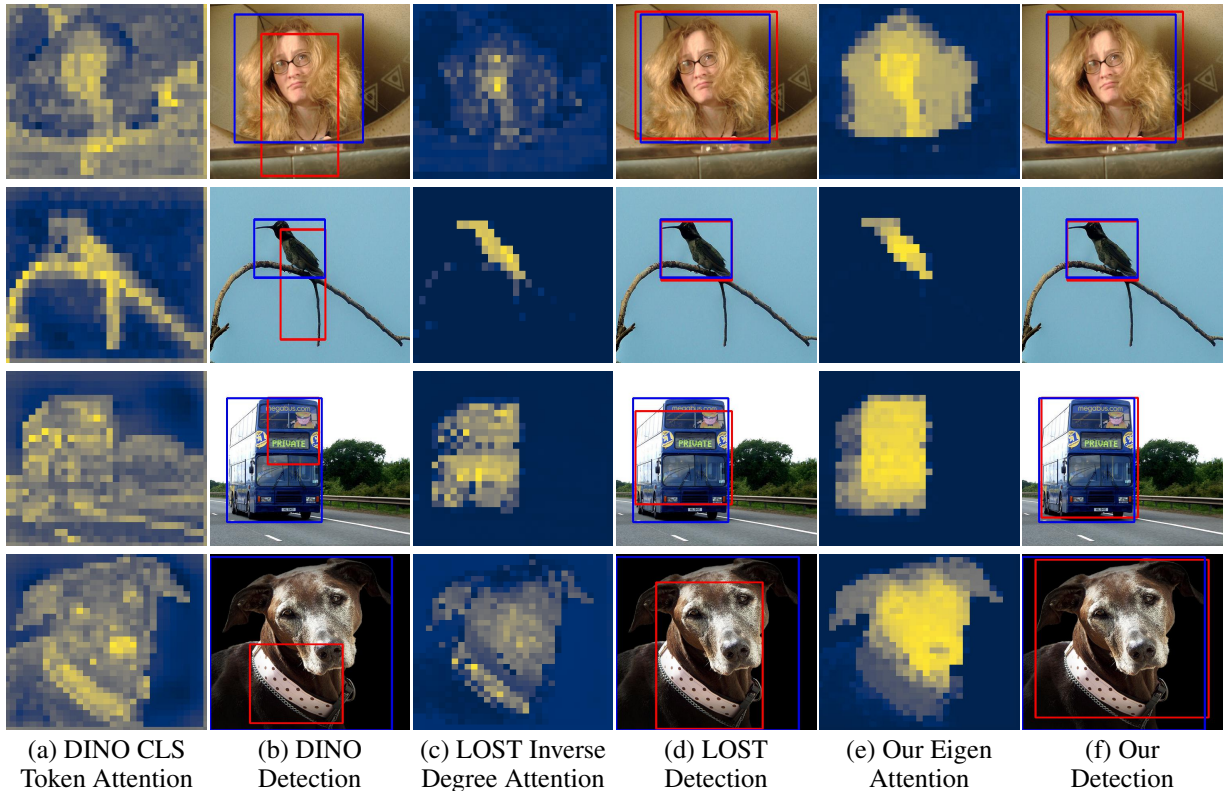 megabus.com
PRIVATE
megabus.com
PRIVATE
megabus.com
PRIVATE
(a) DINO CLS
Token Attention
(b) DINO
Detection
(c) LOST Inverse
Degree Attention
(d) LOST
Detection
(e) Our Eigen
Attention
(f) Our
Detection